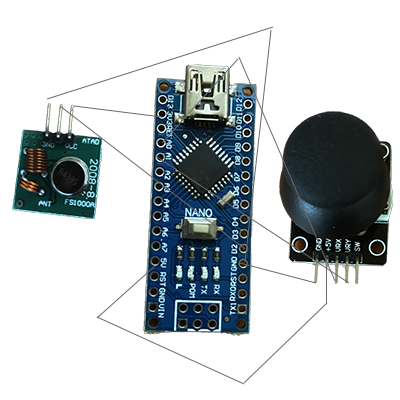 ATAD
VCC
GND
ANT
FS1000A
2008-8
D13
3V3
REF
A0
A1
A2
A3
A4
A5
A6
A7
5V
RST
GND
VIN
D12
D11
D10
D9
D8
D7
D6
D5
D4
D3
D2
GND
RST
RX0
TX1
NANO
L
POM
TX
RX
GND
+5V
VRX
VRY
SW